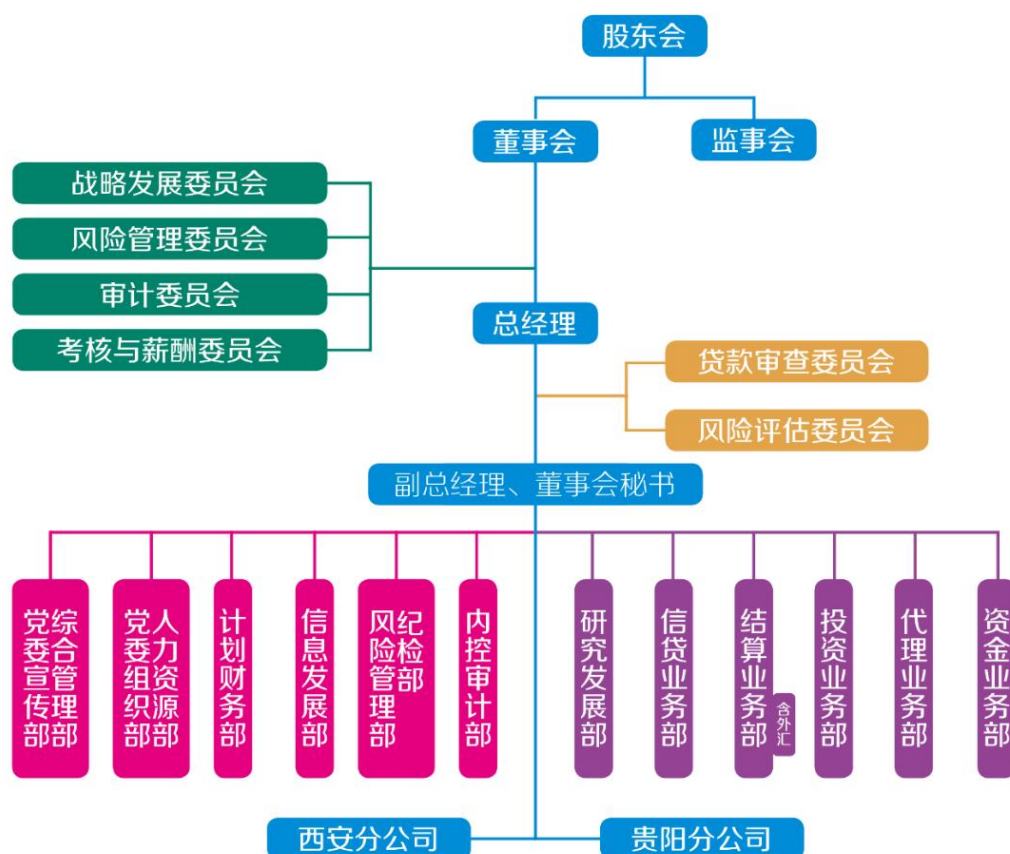 股东会
董事会
监事会
战略发展委员会
风险管理委员会
审计委员会
考核与薪酬委员会
总经理
贷款审查委员会
风险评估委员会
副总经理、董事会秘书
综合管理部
党委宣传部
人力资源部
党委组织部
计划财务部
信息发展部
纪检部
风险管理部
内控审计部
研究发展部
信贷业务部
结算业务部
含外汇
投资业务部
代理业务部
资金业务部
西安分公司
贵阳分公司